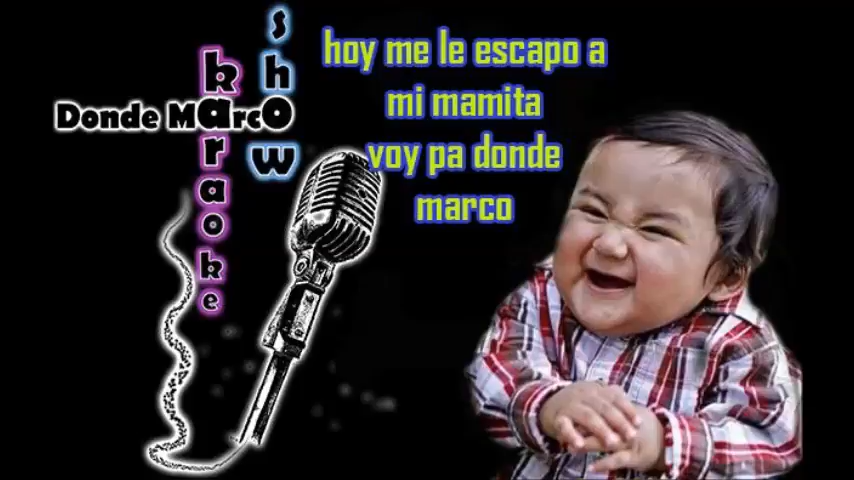 show
karaoke
Donde Marco
hoy me le escapo a
mi mamita
voy pa donde
marco